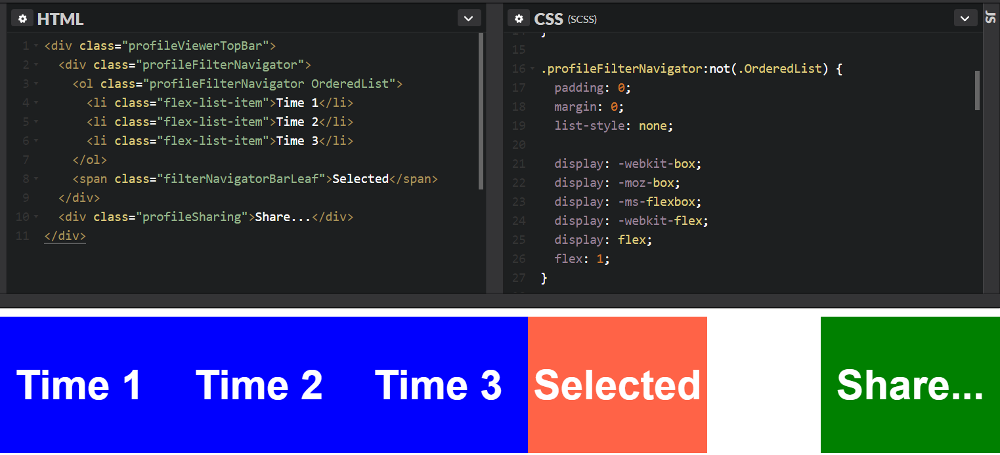 HTML
1 <div class="profileViewerTopBar">
2 <div class="profileFilterNavigator">
3 <ol class="profileFilterNavigator OrderedList">
4 <li class="flex-list-item">Time 1</li>
5 <li class="flex-list-item">Time 2</li>
6 <li class="flex-list-item">Time 3</li>
7 </ol>
8 <span class="filterNavigatorBarLeaf">Selected</span>
9 </div>
10 <div class="profileSharing">Share...</div>
11 </div>
CSS (SCSS)
14 }
15
16 .profileFilterNavigator:not(.OrderedList) {
17 padding: 0;
18 margin: 0;
19 list-style: none;
20
21 display: -webkit-box;
22 display: -moz-box;
23 display: -ms-flexbox;
24 display: -webkit-flex;
25 display: flex;
26 flex: 1;
27 }
JS
Time 1 Time 2 Time 3 Selected Share...